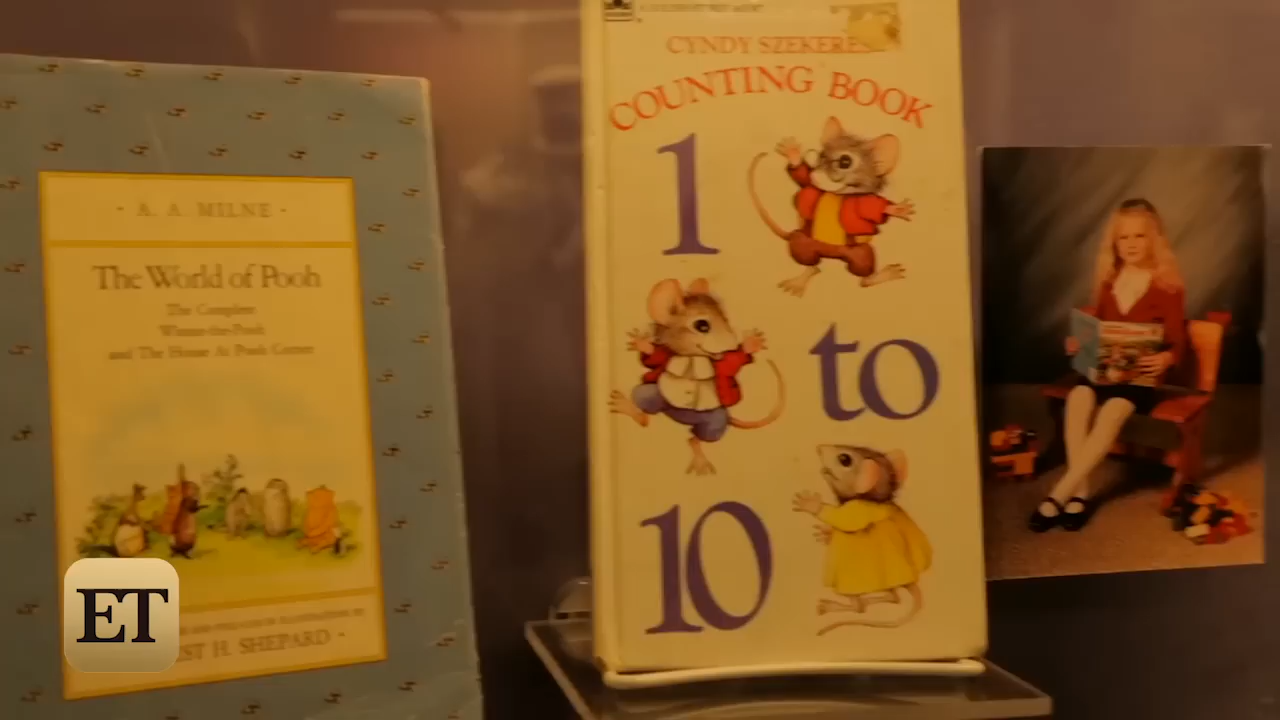 · A. A. MILNE ·
The World of Pooh
The Complete
Winnie-the-Pooh
and The House At Pooh Corner
H. SHEPARD ·
ET
CYNDY SZEKERES
COUNTING BOOK
1
to
10